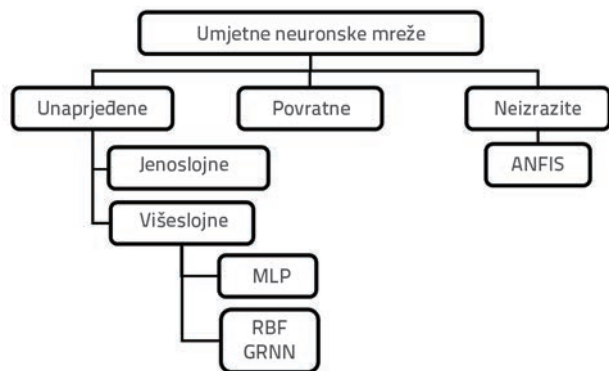 Umjetne neuronske mreže
Unaprjeđene
Povratne
Neizrazite
Jenoslojne
ANFIS
Višeslojne
MLP
RBF
GRNN